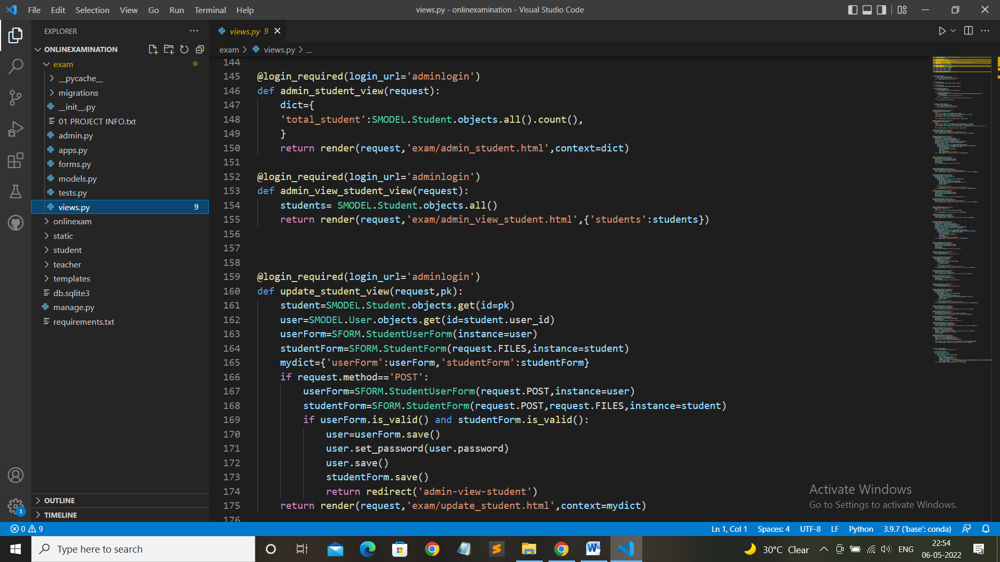 File Edit Selection View Go Run Terminal Help
views.py - onlinexamination - Visual Studio Code
EXPLORER
ONLINEXAMINATION
exam
__pycache__
migrations
__init__.py
01 PROJECT INFO.txt
admin.py
apps.py
forms.py
models.py
tests.py
views.py 9
onlinexam
static
student
teacher
templates
db.sqlite3
manage.py
requirements.txt
OUTLINE
TIMELINE
views.py 9
exam > views.py > ...
144
145 @login_required(login_url='adminlogin')
146 def admin_student_view(request):
147     dict={
148     'total_student':SMODEL.Student.objects.all().count(),
149     }
150     return render(request,'exam/admin_student.html',context=dict)
151
152 @login_required(login_url='adminlogin')
153 def admin_view_student_view(request):
154     students= SMODEL.Student.objects.all()
155     return render(request,'exam/admin_view_student.html',{'students':students})
156
157
158
159 @login_required(login_url='adminlogin')
160 def update_student_view(request,pk):
161     student=SMODEL.Student.objects.get(id=pk)
162     user=SMODEL.User.objects.get(id=student.user_id)
163     userForm=SFORM.StudentUserForm(instance=user)
164     studentForm=SFORM.StudentForm(request.FILES,instance=student)
165     mydict={'userForm':userForm,'studentForm':studentForm}
166     if request.method=='POST':
167         userForm=SFORM.StudentUserForm(request.POST,instance=user)
168         studentForm=SFORM.StudentForm(request.POST,request.FILES,instance=student)
169         if userForm.is_valid() and studentForm.is_valid():
170             user=userForm.save()
171             user.set_password(user.password)
172             user.save()
173             studentForm.save()
174             return redirect('admin-view-student')
175     return render(request,'exam/update_student.html',context=mydict)
176
Activate Windows
Go to Settings to activate Windows.
1
0 9
Ln 1, Col 1 Spaces: 4 UTF-8 LF Python 3.9.7 ('base': conda)
Type here to search
30°C Clear
ENG
22:54
06-05-2022